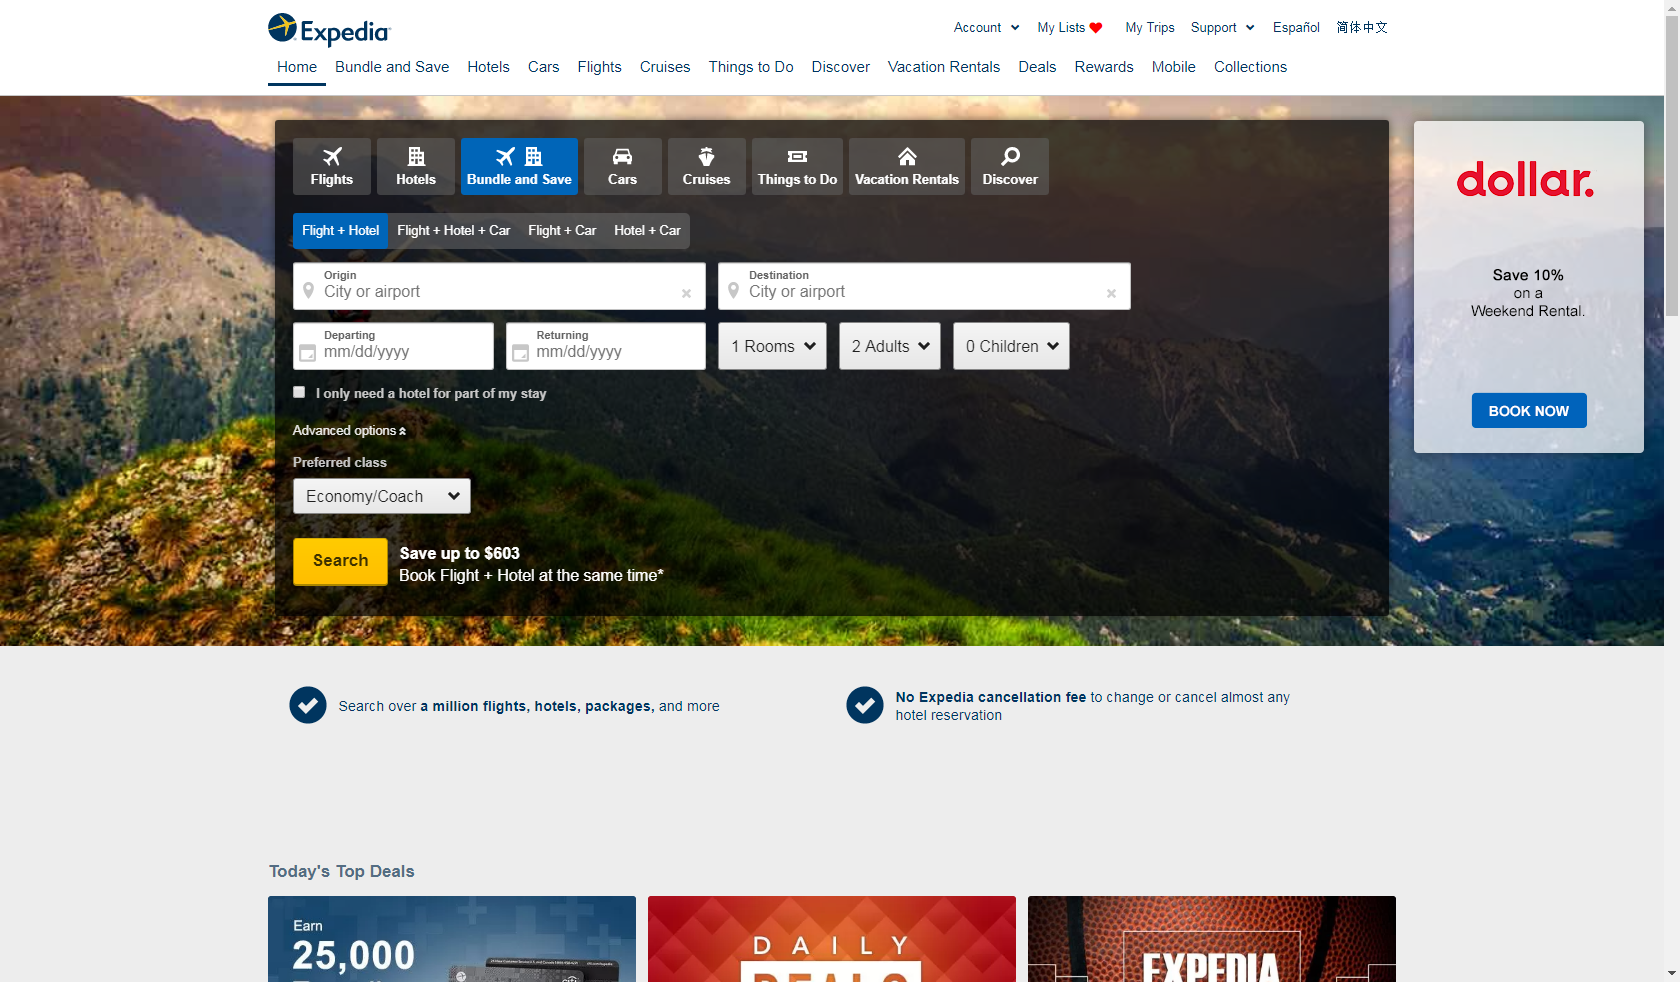 Expedia
Account
My Lists
My Trips
Support
Español
简体中文
Home
Bundle and Save
Hotels
Cars
Flights
Cruises
Things to Do
Discover
Vacation Rentals
Deals
Rewards
Mobile
Collections
Flights
Hotels
Bundle and Save
Cars
Cruises
Things to Do
Vacation Rentals
Discover
Flight + Hotel
Flight + Hotel + Car
Flight + Car
Hotel + Car
Origin
City or airport
Destination
City or airport
Departing
mm/dd/yyyy
Returning
mm/dd/yyyy
1 Rooms
2 Adults
0 Children
I only need a hotel for part of my stay
Advanced options
Preferred class
Economy/Coach
Search
Save up to $603
Book Flight + Hotel at the same time*
dollar.
Save 10%
on a
Weekend Rental.
BOOK NOW
Search over a million flights, hotels, packages, and more
No Expedia cancellation fee to change or cancel almost any
hotel reservation
Today's Top Deals
Earn
25,000
DAILY
DEALS
EXPEDIA